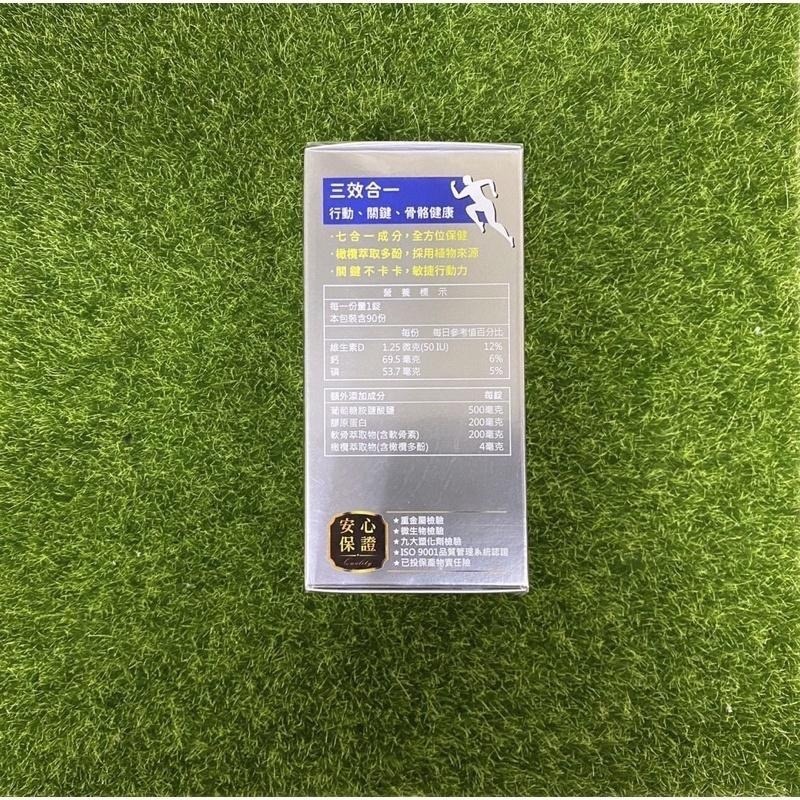 三效合一
行動、關鍵、骨骼健康
·七合一成分，全方位保健
·橄欖萃取多酚，採用植物來源
·關鍵不卡卡，敏捷行動力
營養標示
每一份量1錠
本包裝含90份
每份 每日參考值百分比
維生素D 1.25 微克(50 IU) 12%
鈣 69.5 毫克 6%
磷 53.7 毫克 5%
額外添加成分 每錠
葡萄糖胺鹽酸鹽 500毫克
膠原蛋白 200毫克
軟骨萃取物(含軟骨素) 200毫克
橄欖萃取物(含橄欖多酚) 4毫克
安心
保證
Quality
★重金屬檢驗
★微生物檢驗
★九大塑化劑檢驗
★ISO 9001品質管理系統認證
★已投保產物責任險